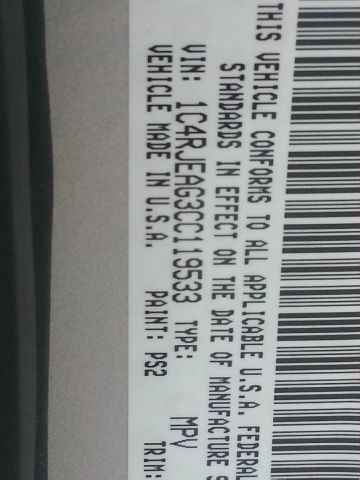 THIS VEHICLE CONFORMS TO ALL APPLICABLE U.S.A. FEDERAL
STANDARDS IN EFFECT ON THE DATE OF MANUFACTURE S
VIN: 1C4RJEAG3CC119533 TYPE: MPV
VEHICLE MADE IN U.S.A. PAINT: PS2 TRIM: